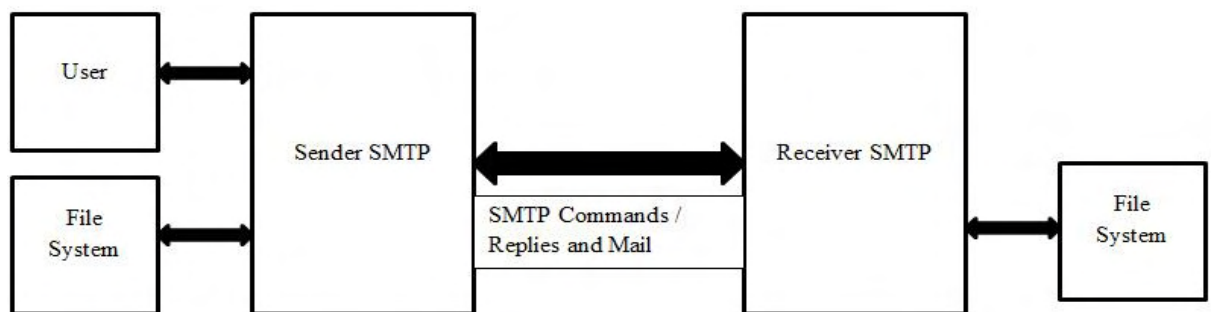 User
Sender SMTP
Receiver SMTP
File
System
SMTP Commands /
Replies and Mail
File
System